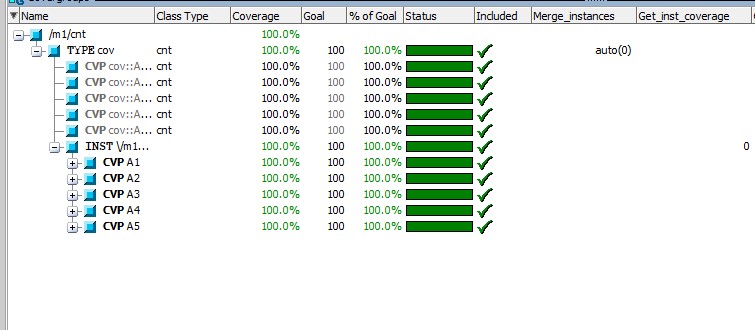 Name Class Type Coverage Goal % of Goal Status Included Merge_instances Get_inst_coverage
/m1/cnt 100.0%
TYPE cov cnt 100.0% 100 100.0% auto(0)
CVP cov::A... cnt 100.0% 100 100.0%
CVP cov::A... cnt 100.0% 100 100.0%
CVP cov::A... cnt 100.0% 100 100.0%
CVP cov::A... cnt 100.0% 100 100.0%
CVP cov::A... cnt 100.0% 100 100.0%
INST \/m1... 100.0% 100 100.0% 0
CVP A1 100.0% 100 100.0%
CVP A2 100.0% 100 100.0%
CVP A3 100.0% 100 100.0%
CVP A4 100.0% 100 100.0%
CVP A5 100.0% 100 100.0%